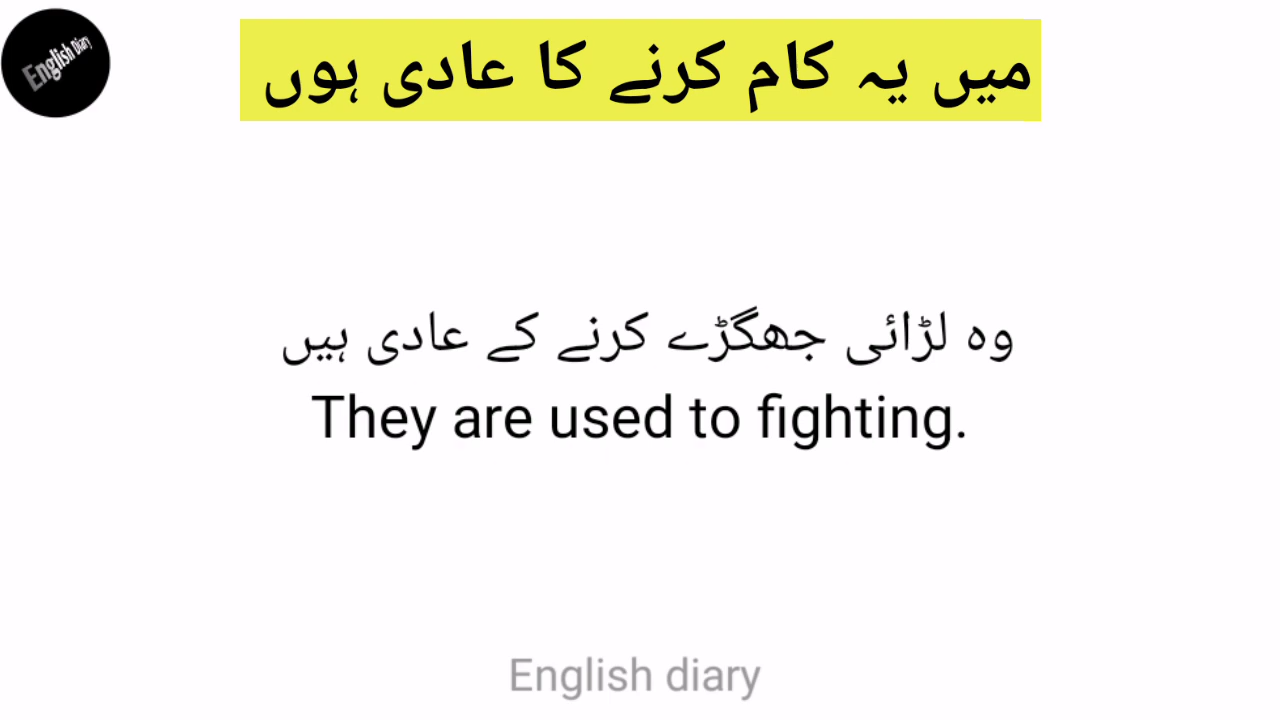 English Diary
میں یہ کام کرنے کا عادی ہوں
وہ لڑائی جھگڑے کرنے کے عادی ہیں
They are used to fighting.
English diary